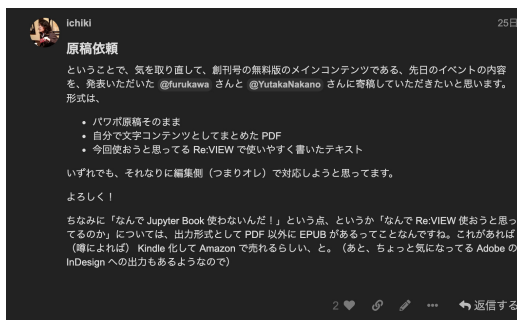 ichiki
25日
原稿依頼
ということで、気を取り直して、創刊号の無料版のメインコンテンツである、先日のイベントの内容
を、発表いただいた @furukawa さんと @YutakaNakano さんに寄稿していただきたいと思います。
形式は、
• パワポ原稿そのまま
• 自分で文字コンテンツとしてまとめた PDF
• 今回使おうと思ってる Re:VIEW で使いやすく書いたテキスト
いずれでも、それなりに編集側（つまりオレ）で対応しようと思ってます。
よろしく！
ちなみに「なんで Jupyter Book 使わないんだ！」という点、というか「なんで Re:VIEW 使おうと思っ
てるのか」については、出力形式として PDF 以外に EPUB があるってことなんですね。これがあれば
（噂によれば） Kindle 化して Amazon で売れるらしい、と。（あと、ちょっと気になってる Adobe の
InDesign への出力もあるようなので）
2
返信する